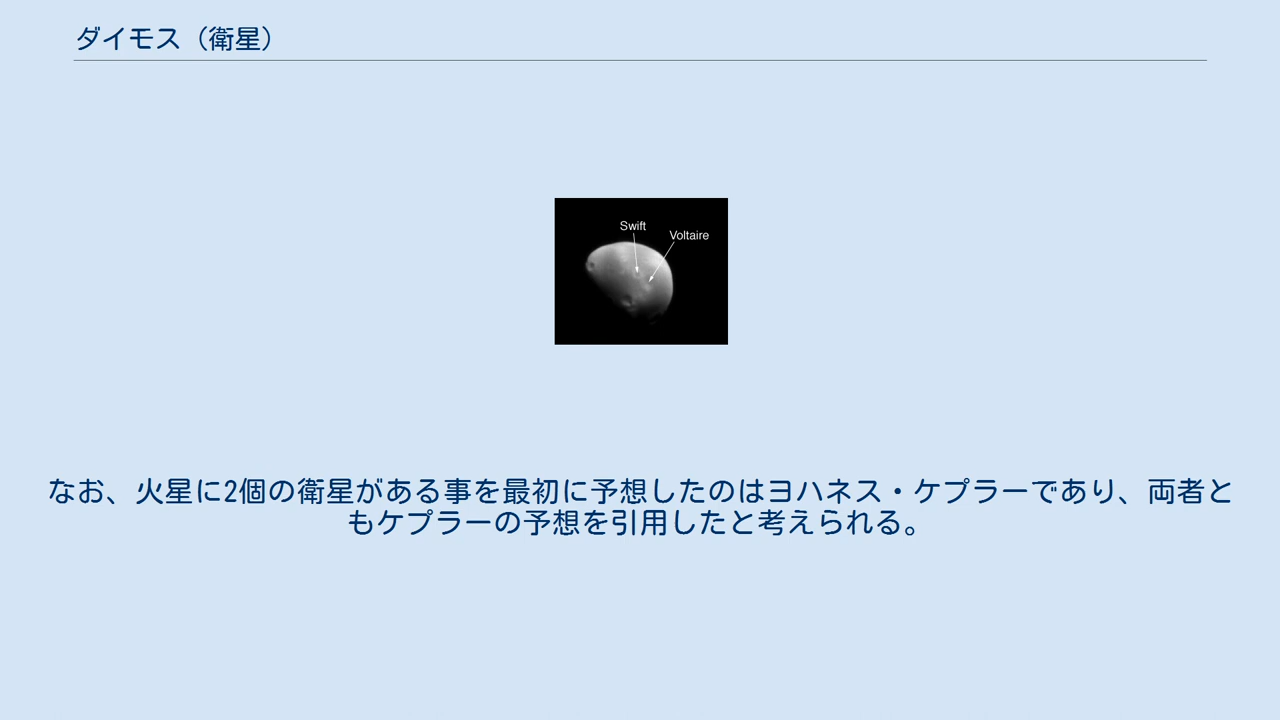 ダイモス（衛星）
Swift
Voltaire
なお、火星に2個の衛星がある事を最初に予想したのはヨハネス・ケプラーであり、両者と
もケプラーの予想を引用したと考えられる。